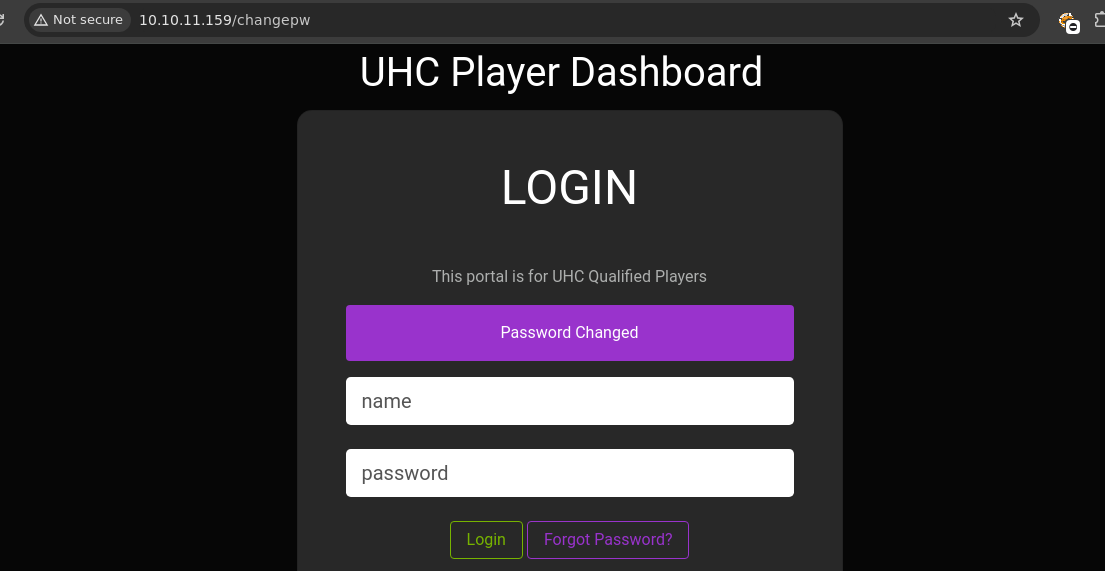 Not secure
10.10.11.159/changepw
UHC Player Dashboard
LOGIN
This portal is for UHC Qualified Players
Password Changed
name
password
Login
Forgot Password?